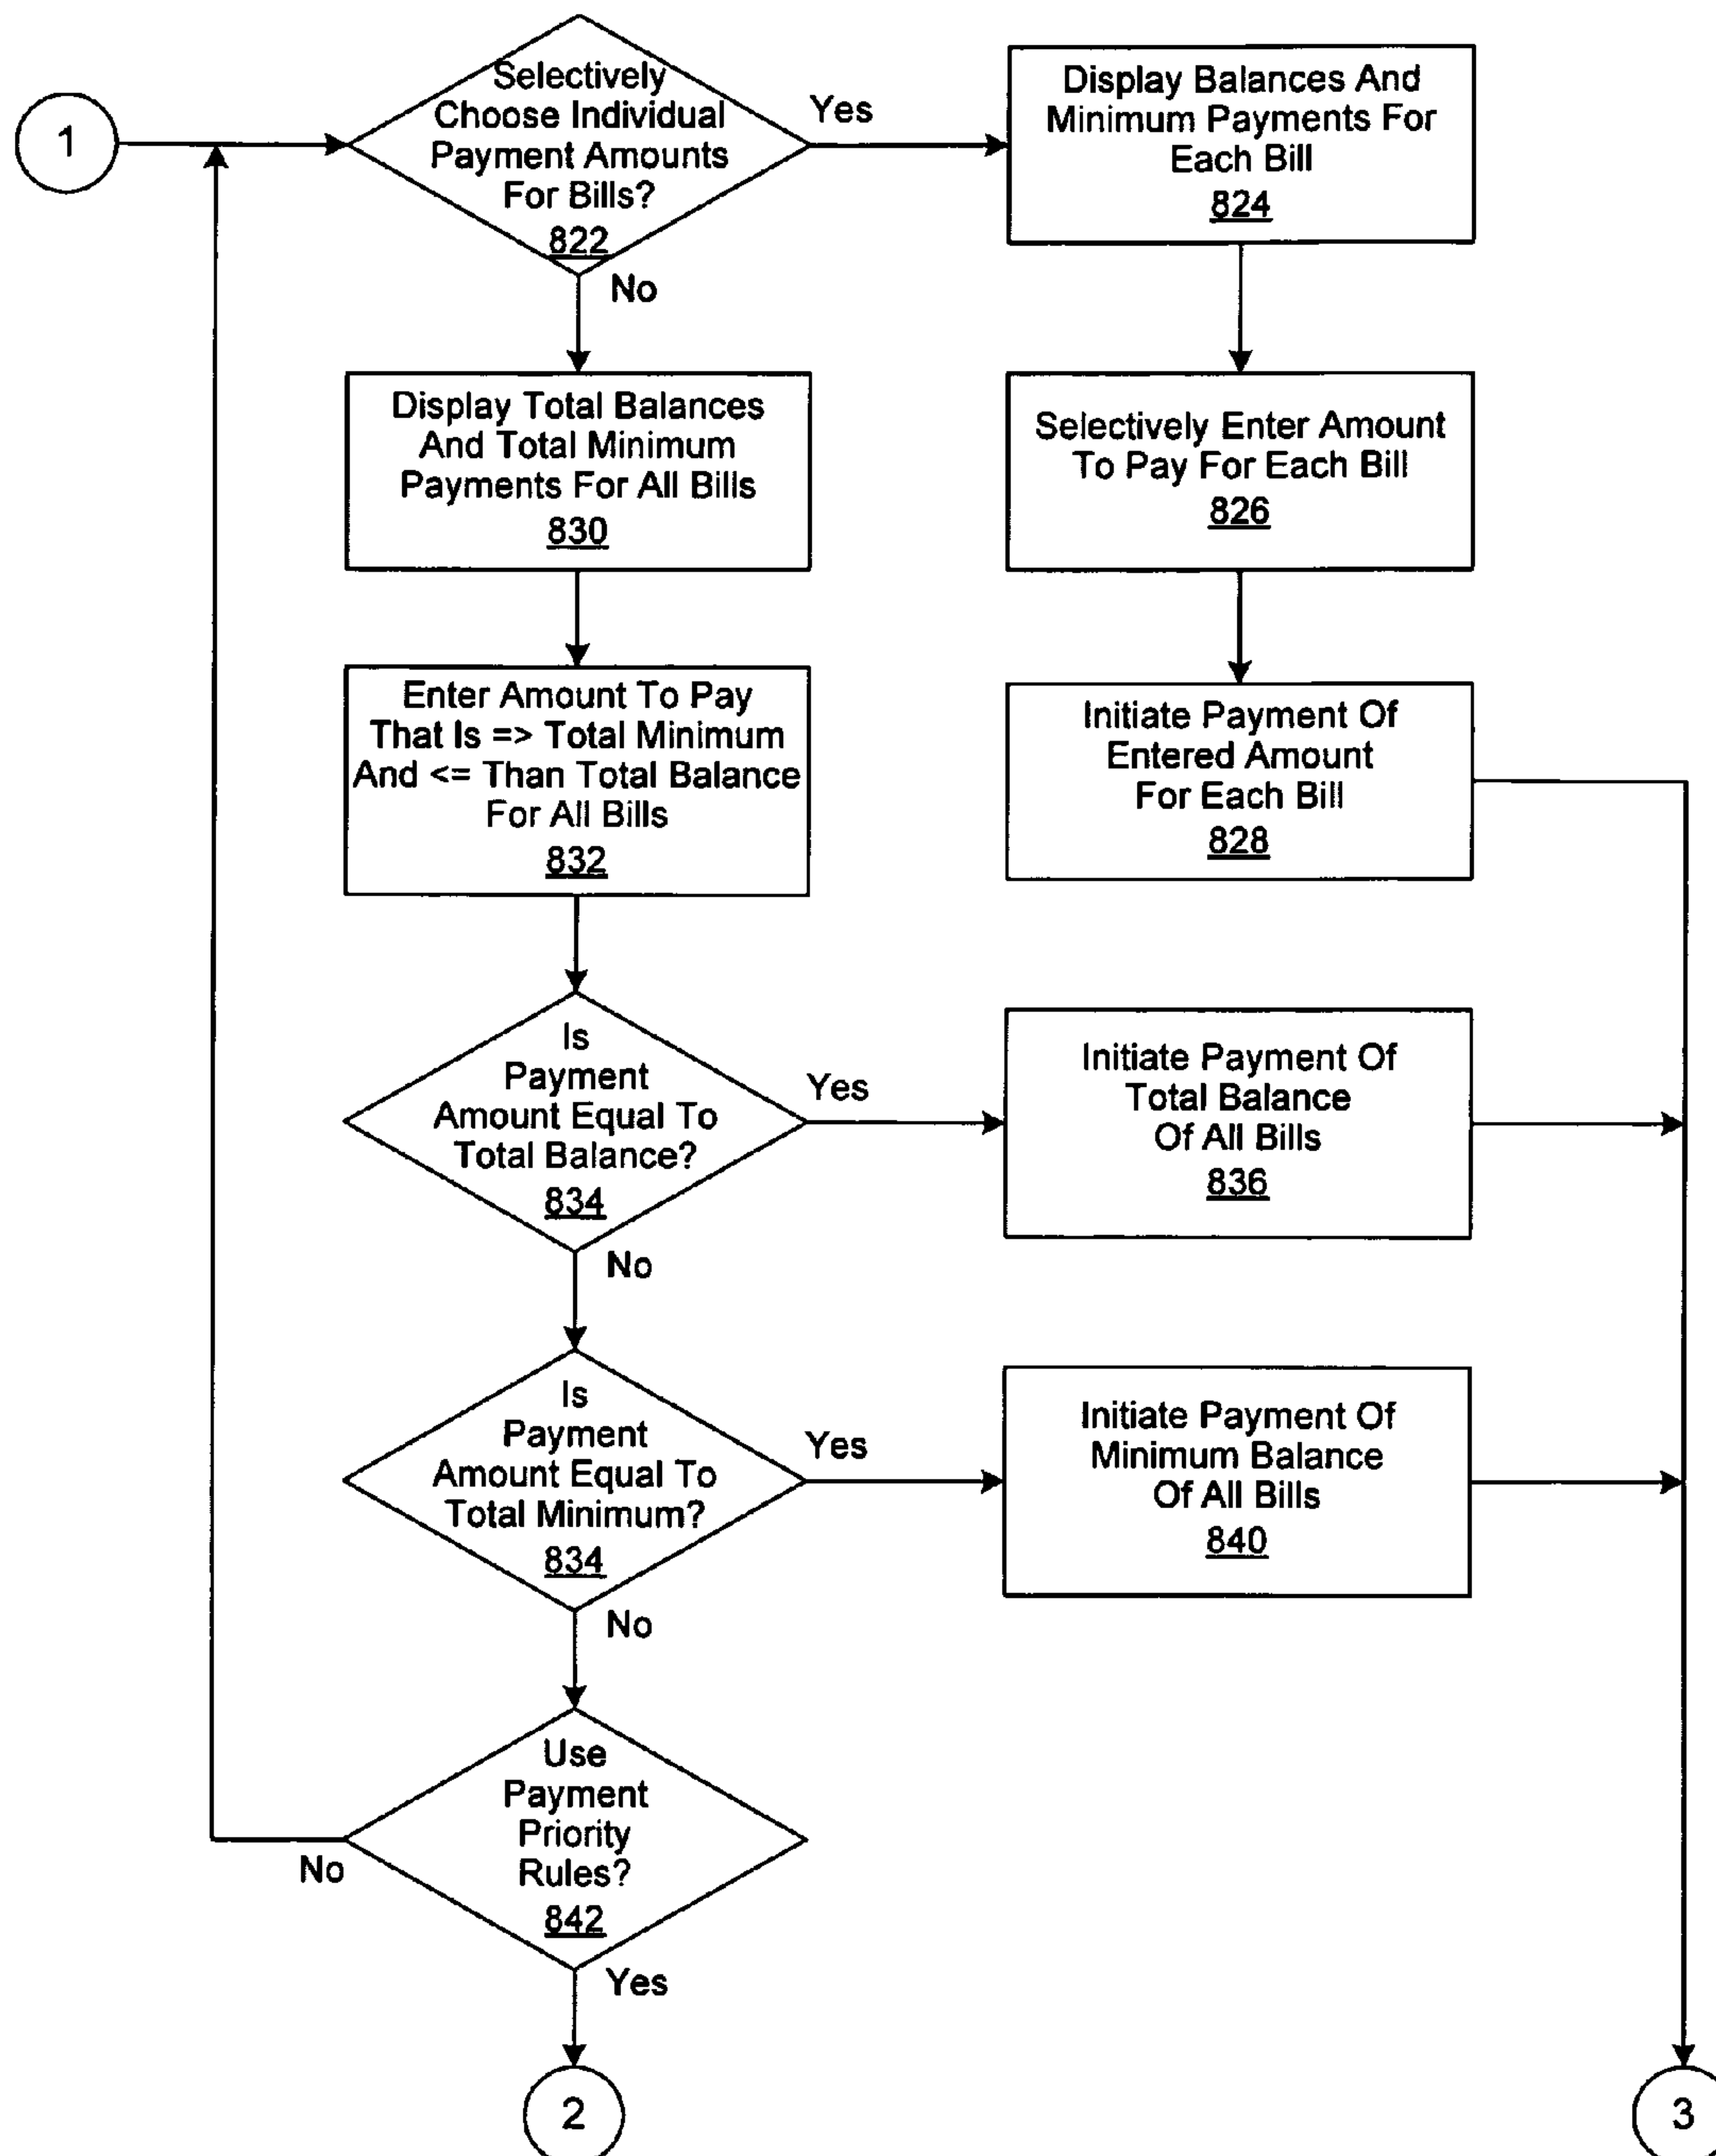 1
Selectively
Choose Individual
Payment Amounts
For Bills?
822
Yes
No
Display Balances And
Minimum Payments For
Each Bill
824
Display Total Balances
And Total Minimum
Payments For All Bills
830
Selectively Enter Amount
To Pay For Each Bill
826
Enter Amount To Pay
That Is => Total Minimum
And <= Than Total Balance
For All Bills
832
Initiate Payment Of
Entered Amount
For Each Bill
828
Is
Payment
Amount Equal To
Total Balance?
834
Yes
No
Initiate Payment Of
Total Balance
Of All Bills
836
Is
Payment
Amount Equal To
Total Minimum?
834
Yes
No
Initiate Payment Of
Minimum Balance
Of All Bills
840
Use
Payment
Priority
Rules?
842
No
Yes
2
3